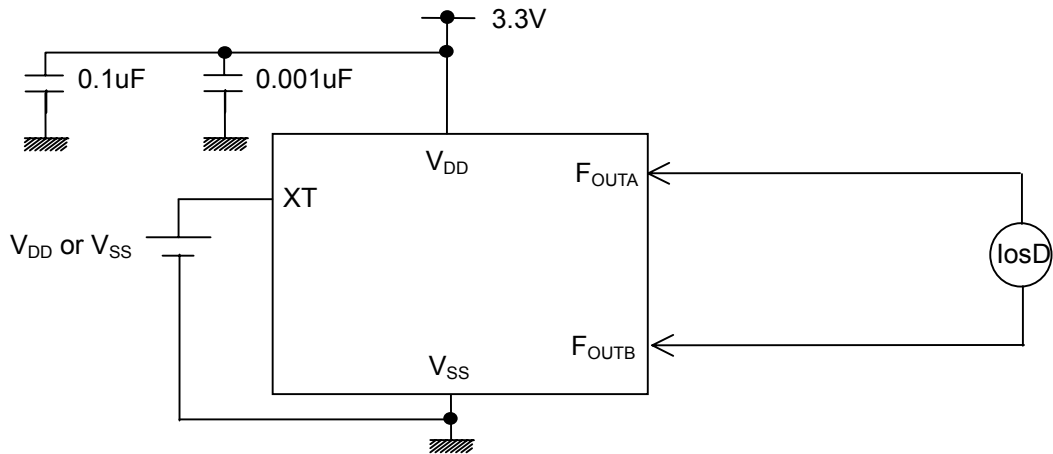 3.3V
0.1uF
0.001uF
VDD
FOUTA
XT
VDD or VSS
IosD
FOUTB
VSS